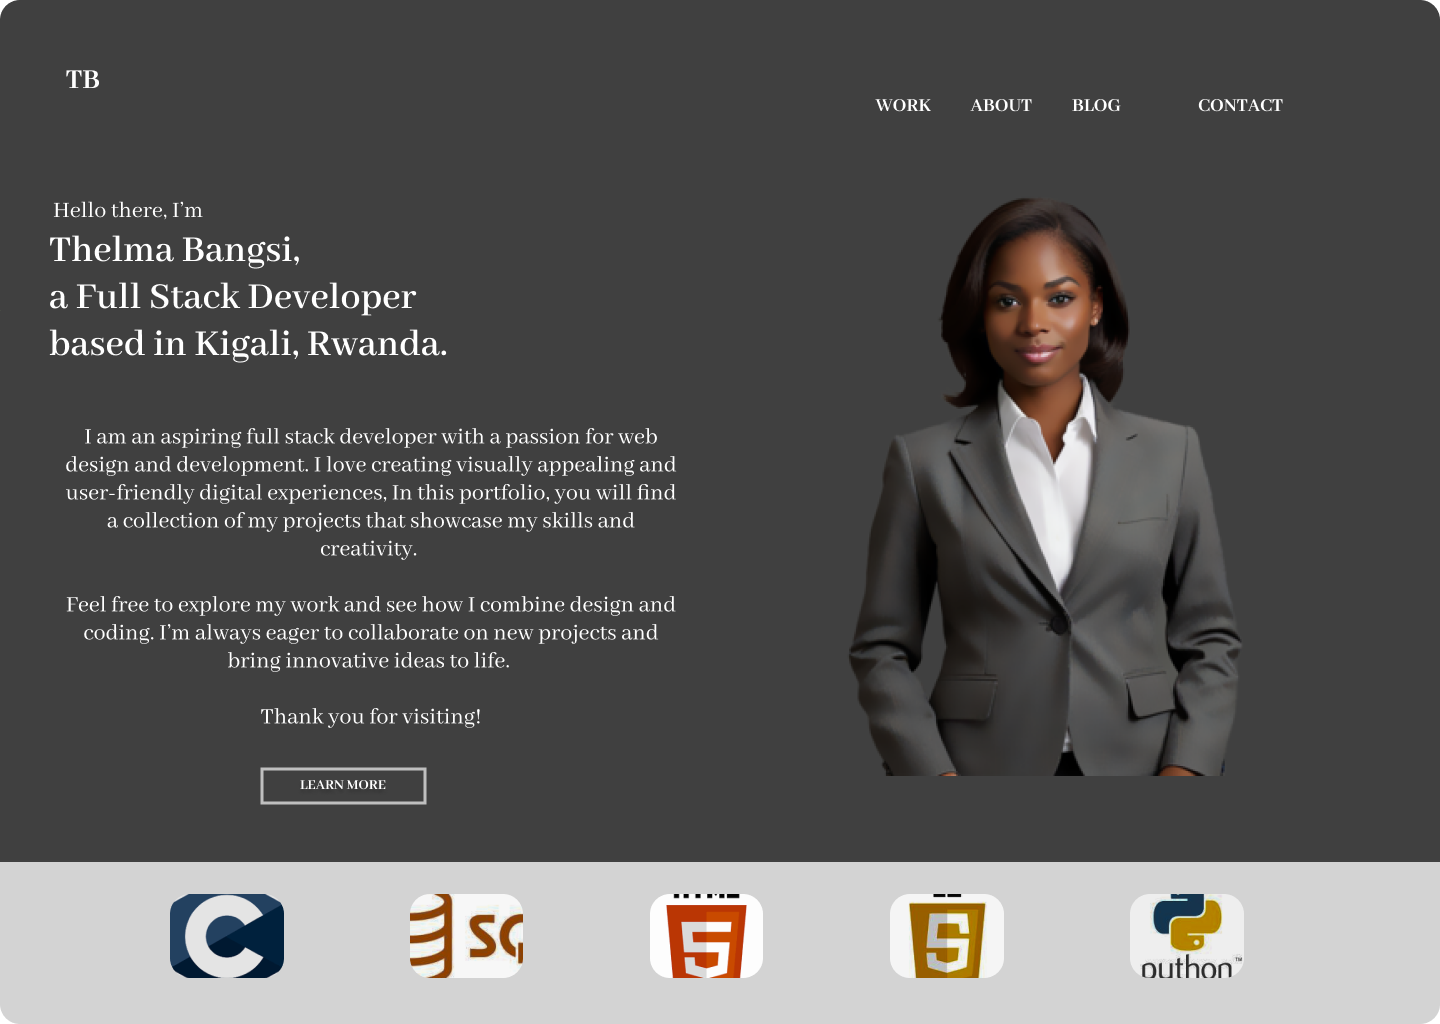 TB
WORK ABOUT BLOG CONTACT
Hello there, I'm
Thelma Bangsi,
a Full Stack Developer
based in Kigali, Rwanda.
I am an aspiring full stack developer with a passion for web
design and development. I love creating visually appealing and
user-friendly digital experiences, In this portfolio, you will find
a collection of my projects that showcase my skills and
creativity.
Feel free to explore my work and see how I combine design and
coding. I'm always eager to collaborate on new projects and
bring innovative ideas to life.
Thank you for visiting!
LEARN MORE
C
SQ
HTML
5
S
python
TM